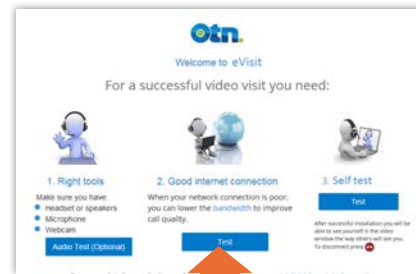 otn.
Welcome to eVisit
For a successful video visit you need:
1. Right tools
Make sure you have:
Headset or speakers
Microphone
Webcam
Audio Test (Optional)
2. Good internet connection
When your network connection is poor,
you can lower the bandwidth to improve
call quality.
Test
3. Self test
Test
After successful installation you will be
able to see yourself in the video
window the way others will see you.
To disconnect press